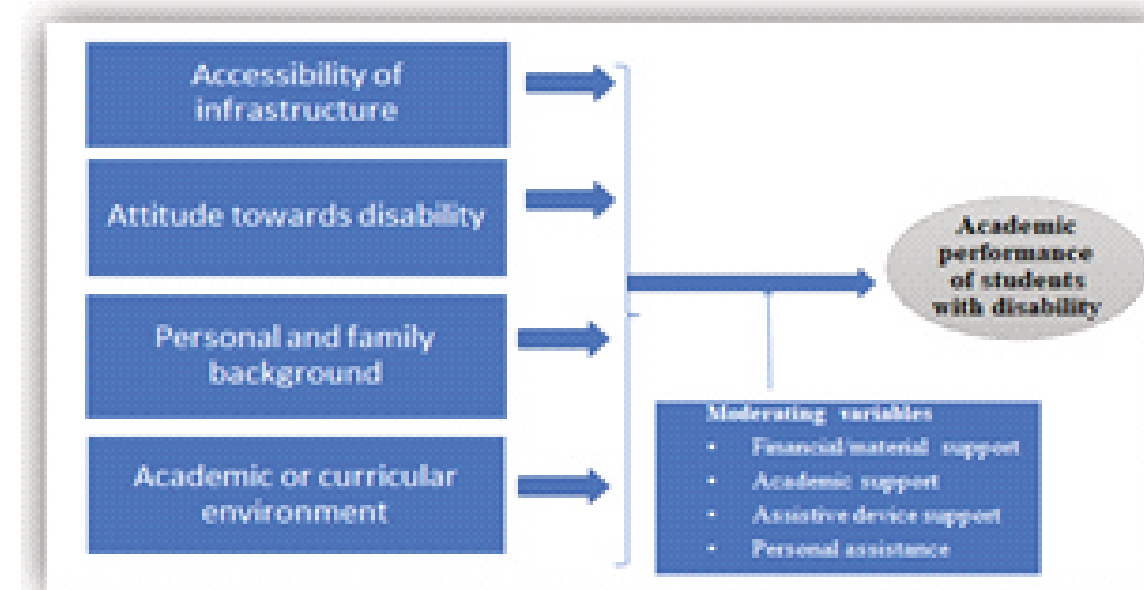 Accessibility of
infrastructure
Attitude towards disability
Personal and family
background
Academic or curricular
environment
Academic
performance
of students
with disability
Moderating variables
• Financial/material support
• Academic support
• Assistive device support
• Personal assistance